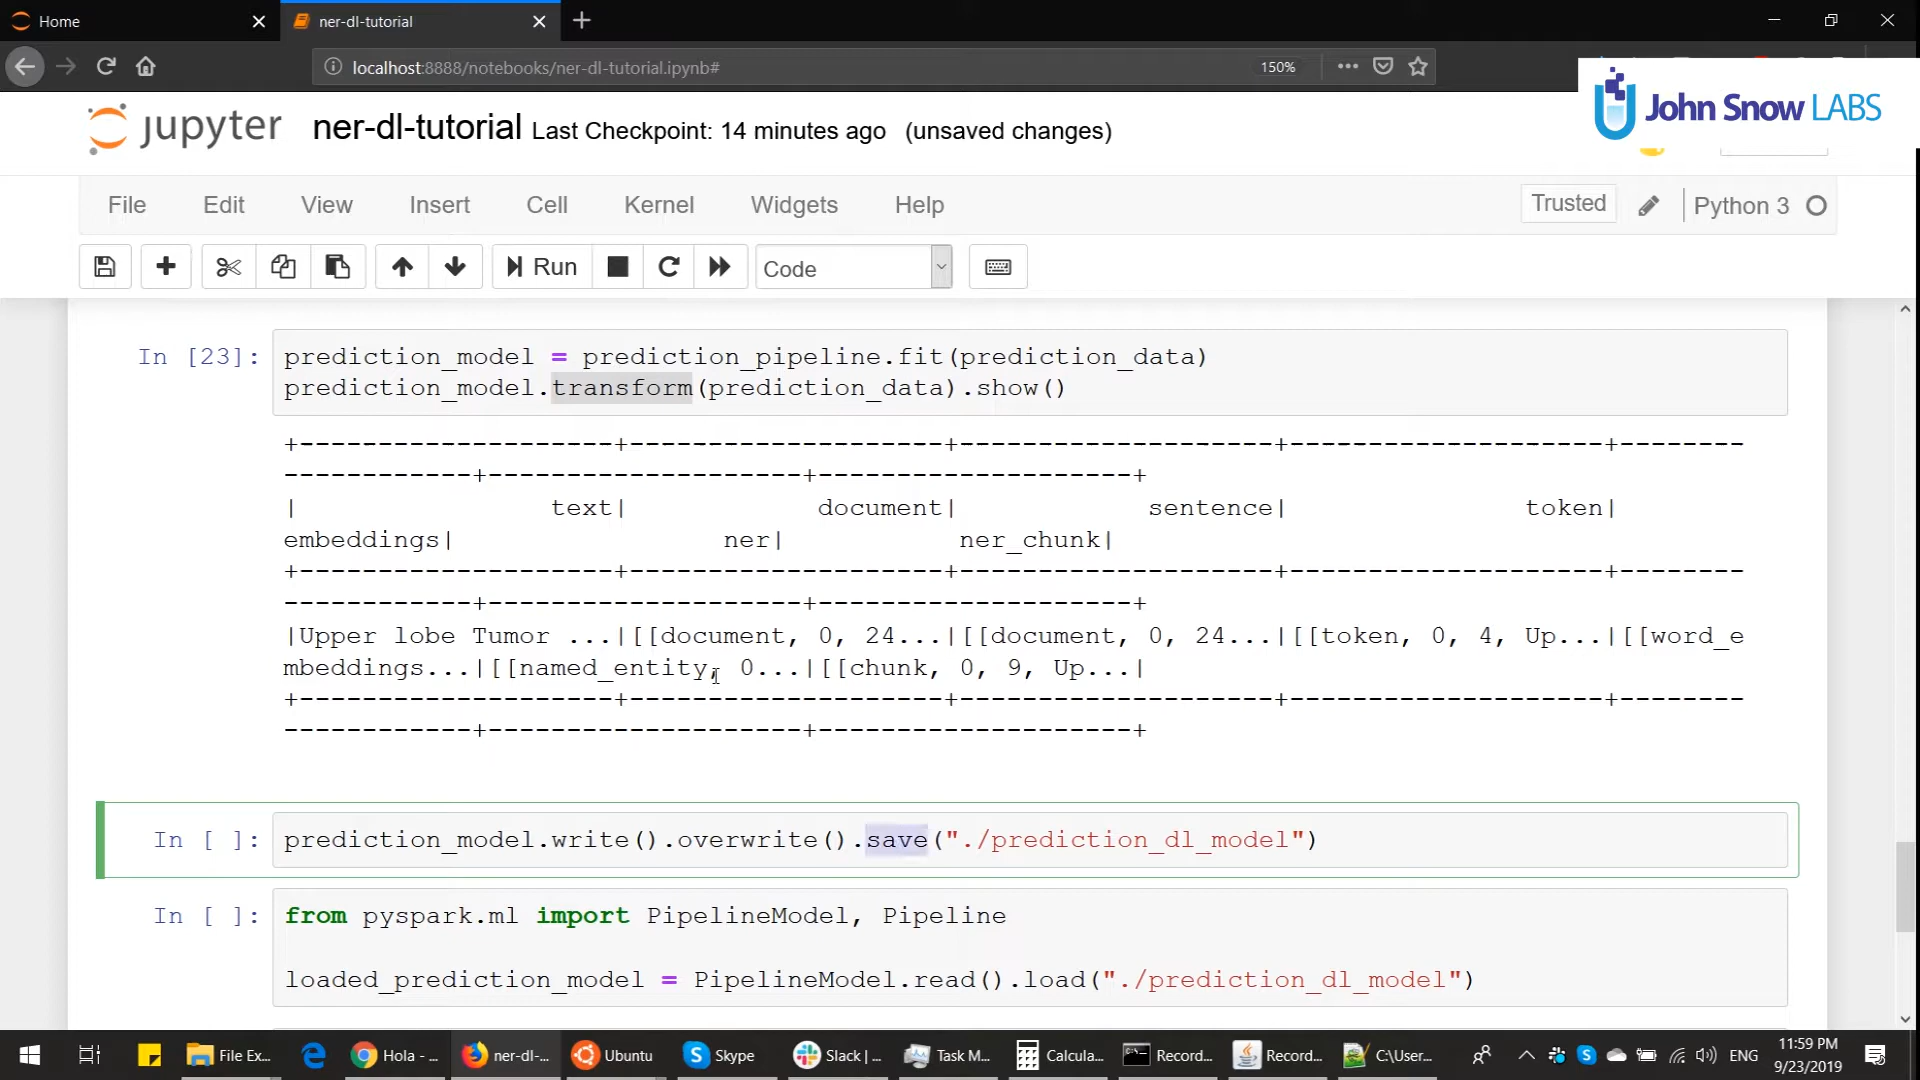 Home
ner-dl-tutorial
localhost:8888/notebooks/ner-dl-tutorial.ipynb#
150%
John Snow LABS
jupyter ner-dl-tutorial Last Checkpoint: 14 minutes ago (unsaved changes)
File Edit View Insert Cell Kernel Widgets Help Trusted Python 3
Run Code
In [23]: prediction_model = prediction_pipeline.fit(prediction_data)
prediction_model.transform(prediction_data).show()
+--------------------+--------------------+--------------------+--------------------+--------
------------+--------------------+--------------------+
|                text|            document|            sentence|               token|
embeddings|                 ner|           ner_chunk|
+--------------------+--------------------+--------------------+--------------------+--------
------------+--------------------+--------------------+
|Upper lobe Tumor ...|[[document, 0, 24...|[[document, 0, 24...|[[token, 0, 4, Up...|[[word_e
mbeddings...|[[named_entity, 0...|[[chunk, 0, 9, Up...|
+--------------------+--------------------+--------------------+--------------------+--------
------------+--------------------+--------------------+
In [ ]: prediction_model.write().overwrite().save("./prediction_dl_model")
In [ ]: from pyspark.ml import PipelineModel, Pipeline
loaded_prediction_model = PipelineModel.read().load("./prediction_dl_model")
File Ex... Hola - ... ner-dl-... Ubuntu Skype Slack | ... Task M... Calcula... Record... Record... C:\User... ENG 11:59 PM
9/23/2019